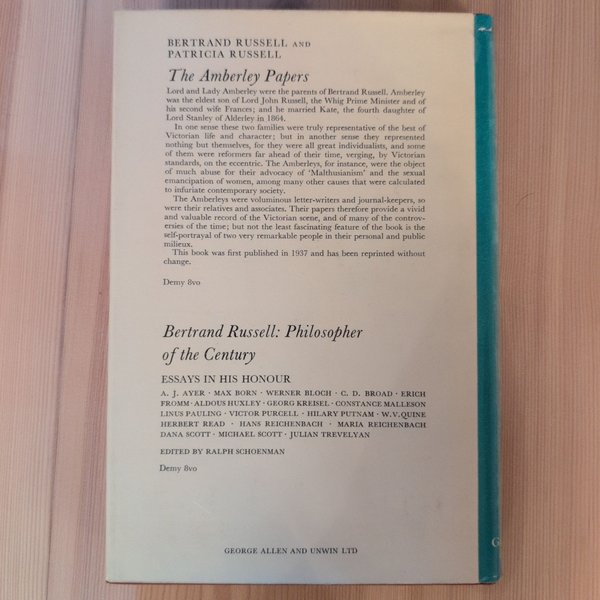 BERTRAND RUSSELL AND
PATRICIA RUSSELL
The Amberley Papers
Lord and Lady Amberley were the parents of Bertrand Russell. Amberley
was the eldest son of Lord John Russell, the Whig Prime Minister and of
his second wife Frances; and he married Kate, the fourth daughter of
Lord Stanley of Alderley in 1864.
In one sense these two families were truly representative of the best of
Victorian life and character; but in another sense they represented
nothing but themselves, for they were all great individualists, and some
of them were reformers far ahead of their time, verging, by Victorian
standards, on the eccentric. The Amberleys, for instance, were the object
of much abuse for their advocacy of 'Malthusianism' and the sexual
emancipation of women, among many other causes that were calculated
to infuriate contemporary society.
The Amberleys were voluminous letter-writers and journal-keepers, so
were their relatives and associates. Their papers therefore provide a vivid
and valuable record of the Victorian scene, and of many of the controv-
ersies of the time; but not the least fascinating feature of the book is the
self-portrayal of two very remarkable people in their personal and public
milieux.
This book was first published in 1937 and has been reprinted without
change.
Demy 8vo
Bertrand Russell: Philosopher
of the Century
ESSAYS IN HIS HONOUR
A. J. AYER · MAX BORN · WERNER BLOCH · C. D. BROAD · ERICH
FROMM · ALDOUS HUXLEY · GEORG KREISEL · CONSTANCE MALLESON
LINUS PAULING · VICTOR PURCELL · HILARY PUTNAM · W. V. QUINE
HERBERT READ · HANS REICHENBACH · MARIA REICHENBACH
DANA SCOTT · MICHAEL SCOTT · JULIAN TREVELYAN
EDITED BY RALPH SCHOENMAN
Demy 8vo
GEORGE ALLEN AND UNWIN LTD